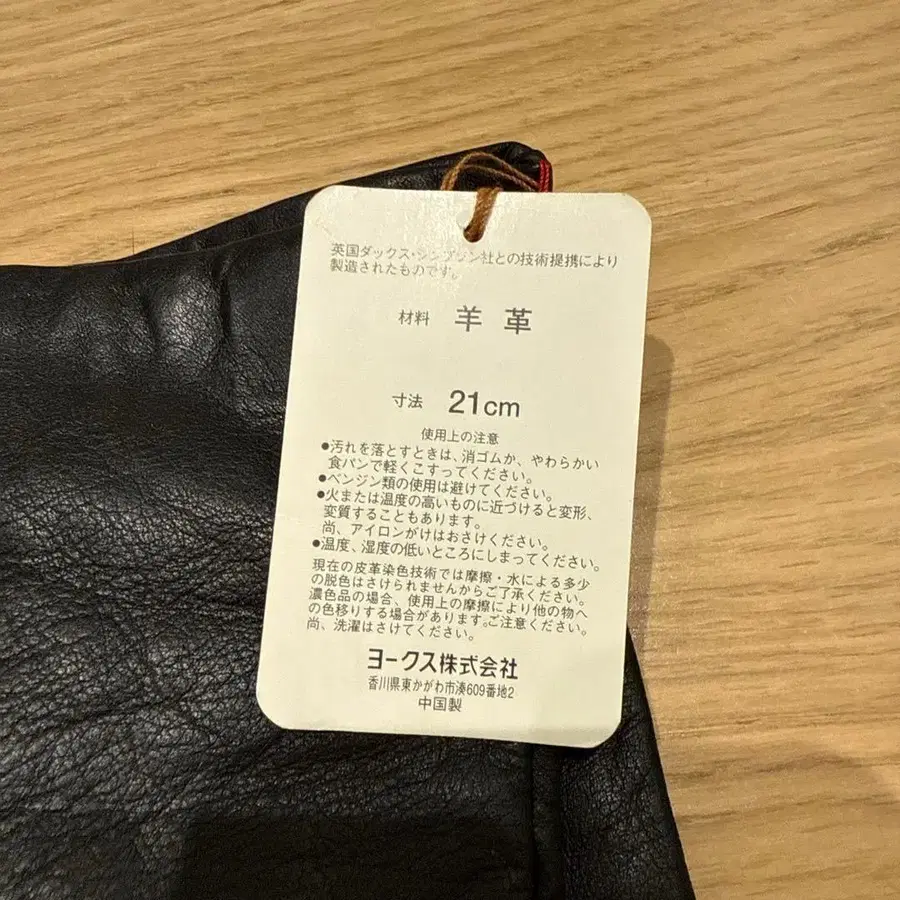 英国ダックス・シンプソン社との技術提携により
製造されたものです。
材料 羊革
寸法 21cm
使用上の注意
●汚れを落とすときは、消ゴムか、やわらかい
食パンで軽くこすってください。
●ベンジン類の使用は避けてください。
●火または温度の高いものに近づけると変形、
変質することもあります。
尚、アイロンがけはおさけください。
●温度、湿度の低いところにしまってください。
現在の皮革染色技術では摩擦・水による多少
の脱色はさけられませんからご了承ください。
濃色品の場合、使用上の摩擦により他の物へ
の色移りする場合があります。ご注意ください。
尚、洗濯はさけてください。
ヨークス株式会社
香川県東かがわ市湊609番地2
中国製